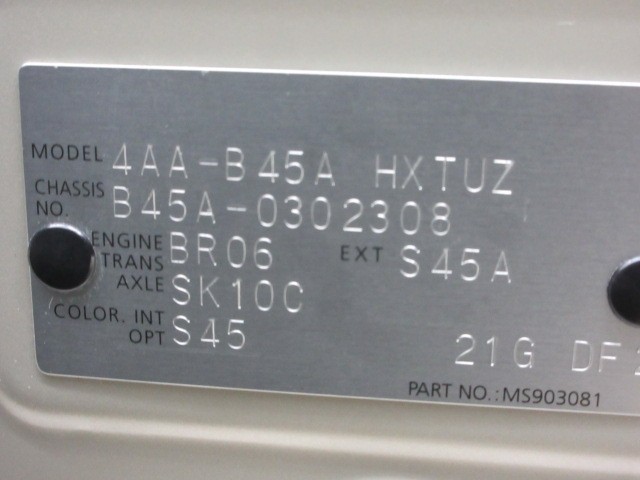 MODEL 4AA-B45A HXTUZ
CHASSIS NO. B45A-0302308
ENGINE BR06 EXT S45A
TRANS AXLE SK10C
COLOR. INT OPT S45
21G DF2
PART NO.:MS903081